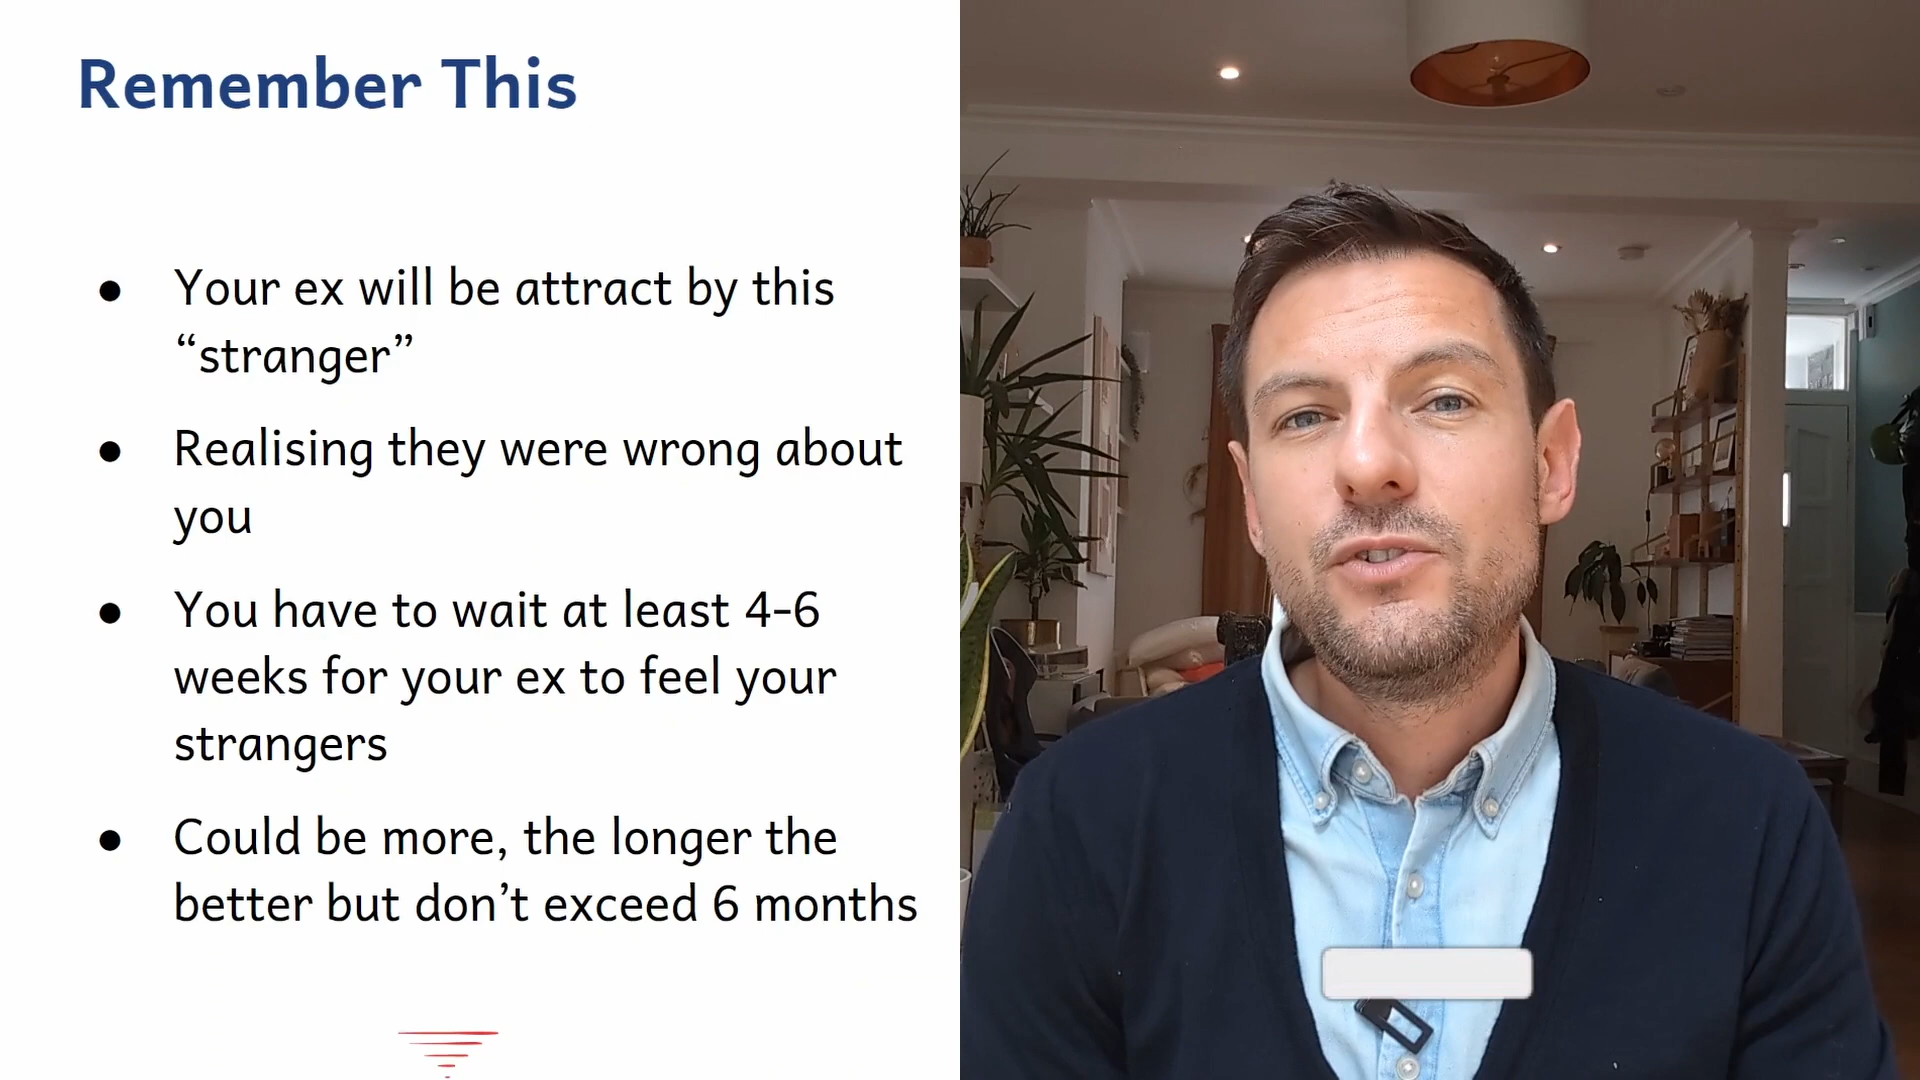 Remember This
● Your ex will be attract by this
“stranger”
● Realising they were wrong about
you
● You have to wait at least 4-6
weeks for your ex to feel your
strangers
● Could be more, the longer the
better but don’t exceed 6 months